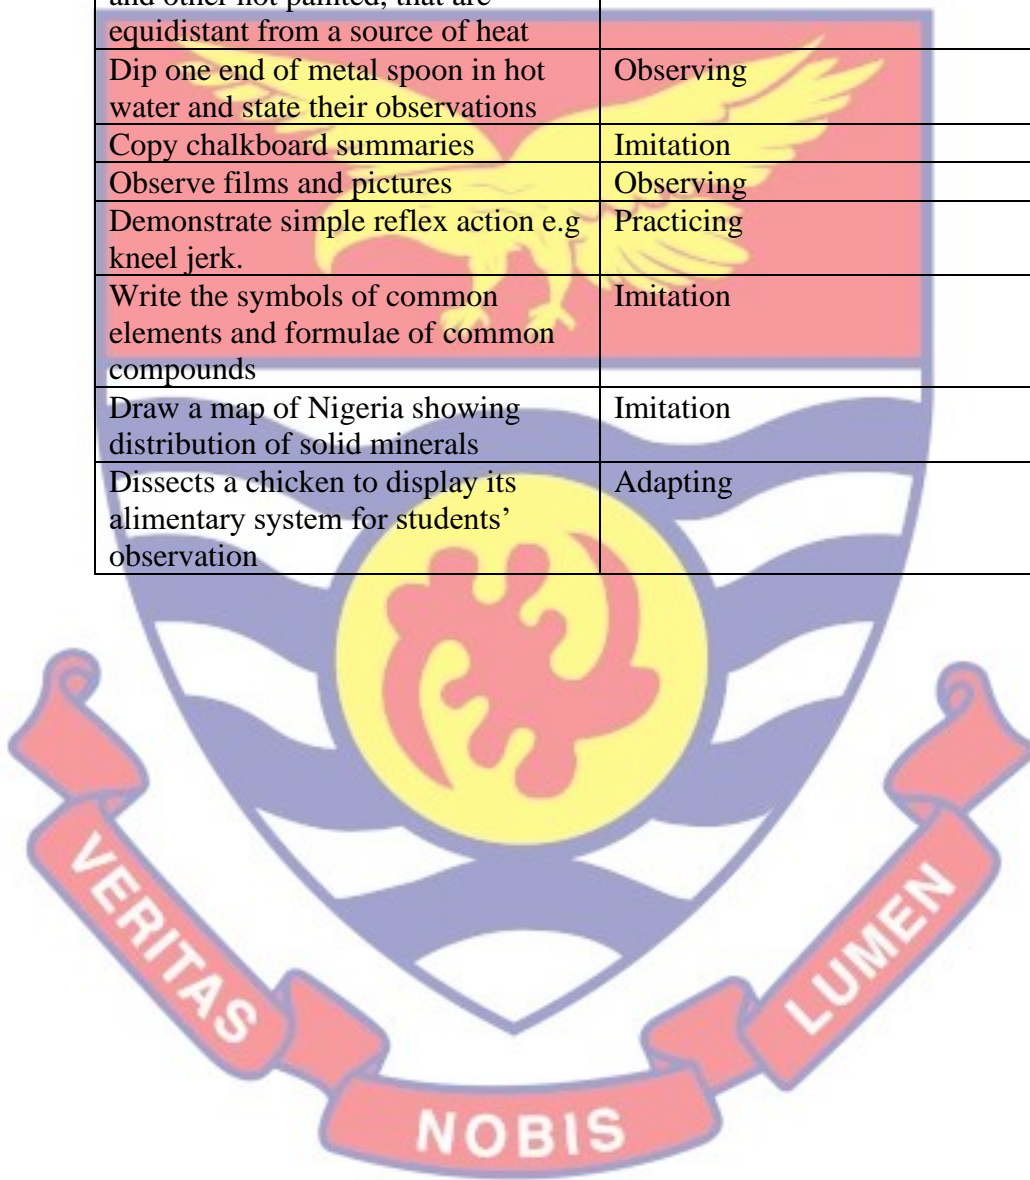 and other not painted, that are
equidistant from a source of heat
Dip one end of metal spoon in hot
water and state their observations
Observing
Copy chalkboard summaries
Imitation
Observe films and pictures
Observing
Demonstrate simple reflex action e.g
kneel jerk.
Practicing
Write the symbols of common
elements and formulae of common
compounds
Imitation
Draw a map of Nigeria showing
distribution of solid minerals
Imitation
Dissects a chicken to display its
alimentary system for students’
observation
Adapting
VERITAS
NOBIS
LUMEN